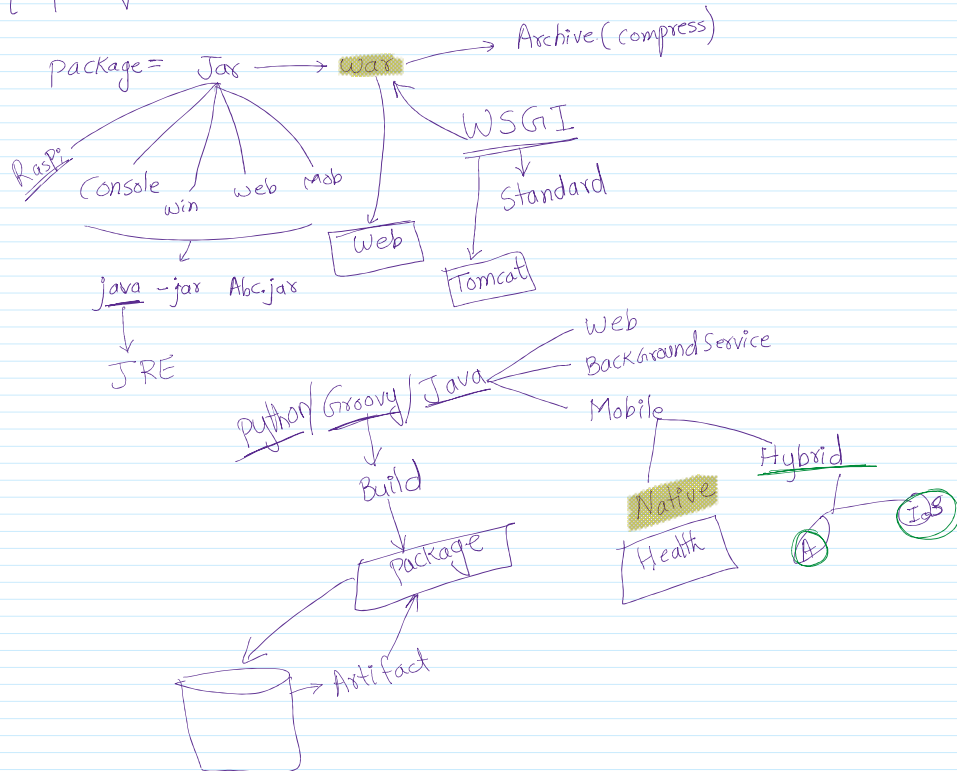 Archive (compress)
package = Jar war
WSGI
RasPi
Console win web Mob
Standard
Web
Tomcat
java -jar Abc.jar
JRE
Web
BackGround Service
Python / Groovy / Java
Mobile
Hybrid
Build
Native
IOS
A
Health
Package
Artifact